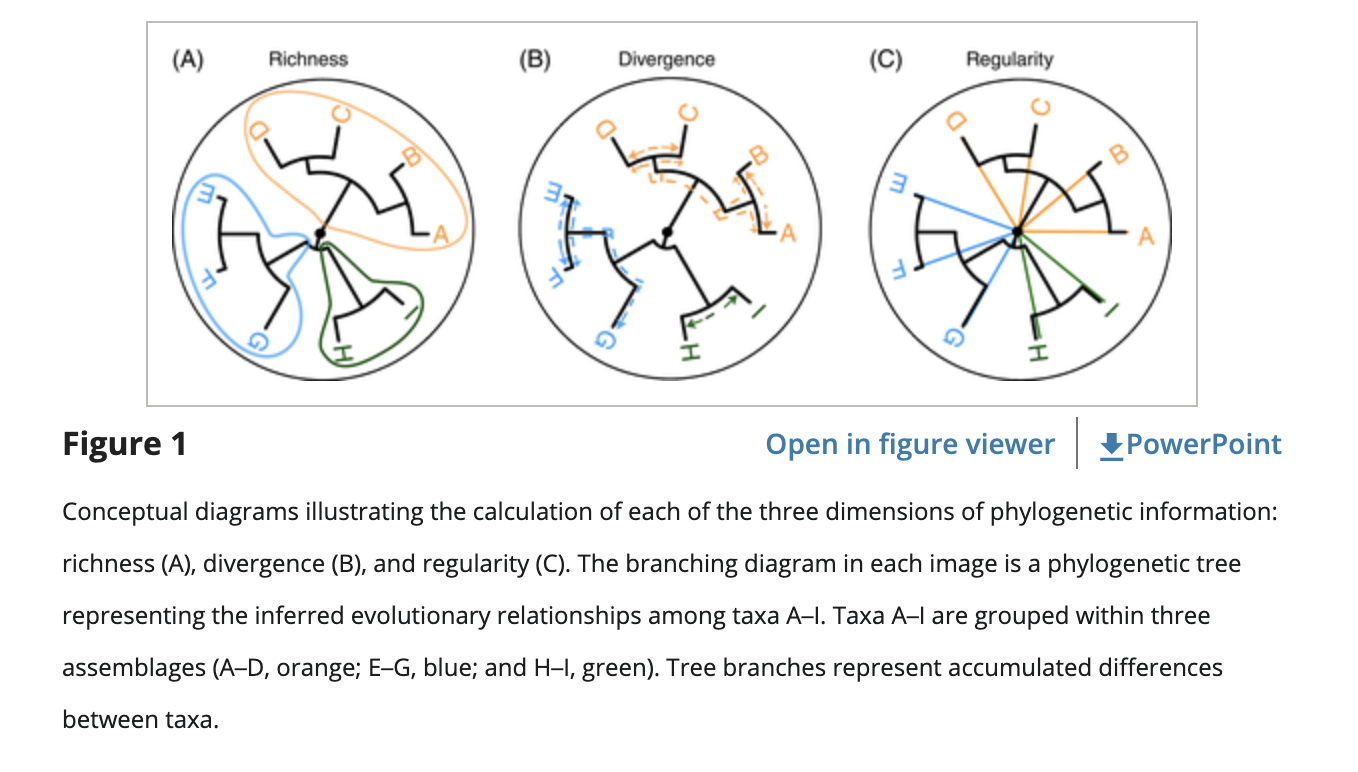 (A) Richness (B) Divergence (C) Regularity
D C B A E F G H I
D C B A E F G H I
D C B A E F G H I
Figure 1
Open in figure viewer PowerPoint
Conceptual diagrams illustrating the calculation of each of the three dimensions of phylogenetic information:
richness (A), divergence (B), and regularity (C). The branching diagram in each image is a phylogenetic tree
representing the inferred evolutionary relationships among taxa A–I. Taxa A–I are grouped within three
assemblages (A–D, orange; E–G, blue; and H–I, green). Tree branches represent accumulated differences
between taxa.